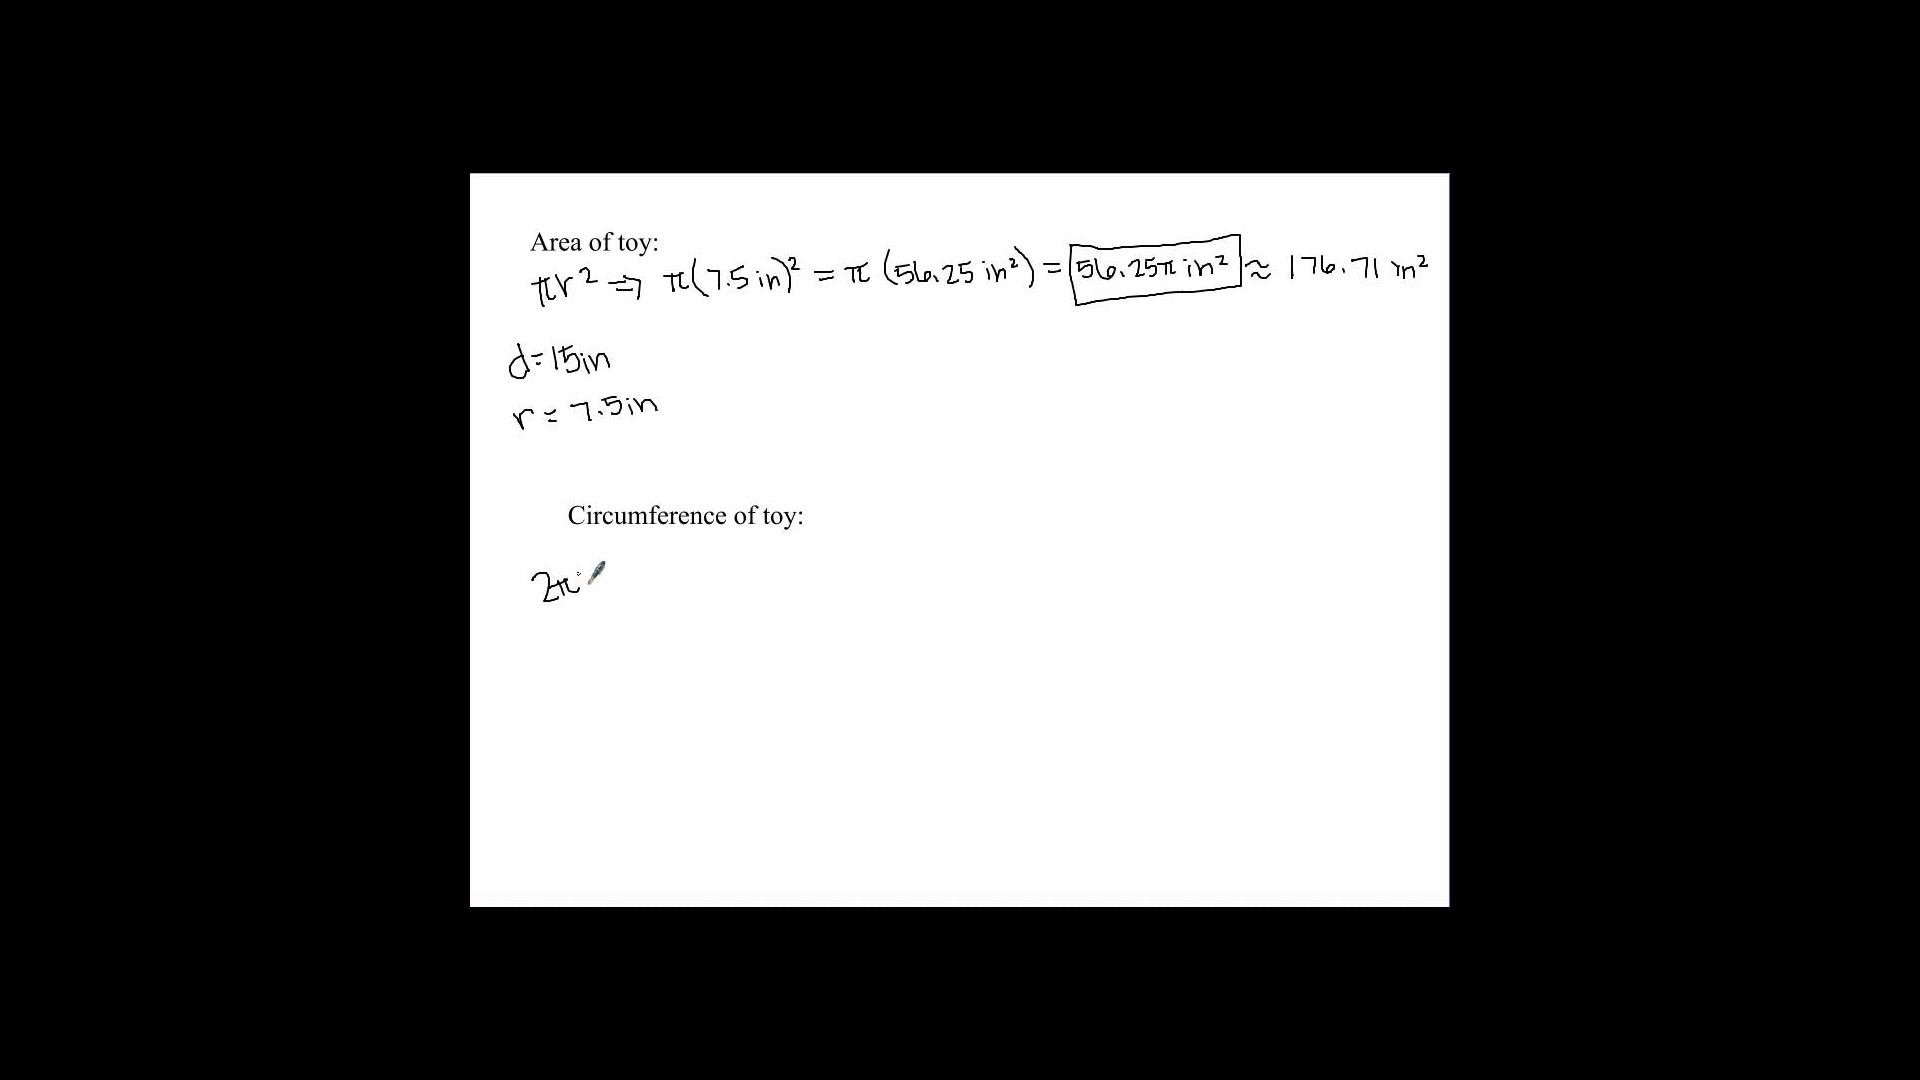 Area of toy:
πr² ⇒ π(7.5 in)² = π (56.25 in²) = 56.25π in² ≈ 176.71 in²
d=15in
r = 7.5in
Circumference of toy:
2π